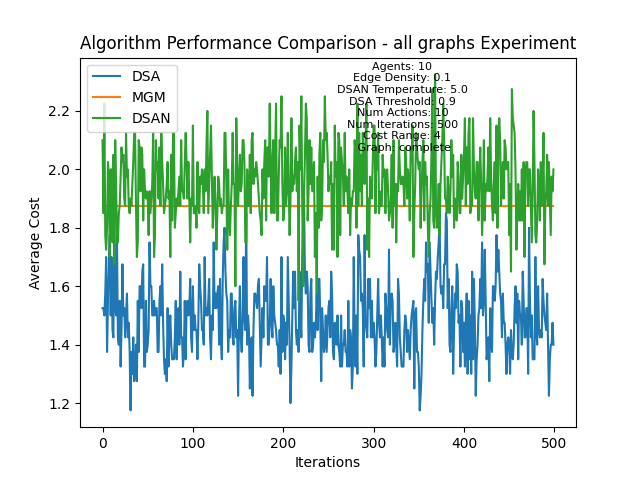 Algorithm Performance Comparison - all graphs Experiment
DSA
MGM
DSAN
Agents: 10
Edge Density: 0.1
DSAN Temperature: 5.0
DSA Threshold: 0.9
Num Actions: 10
Num Iterations: 500
Cost Range: 4
Graph: complete
Average Cost
2.2
2.0
1.8
1.6
1.4
1.2
0
100
200
300
400
500
Iterations